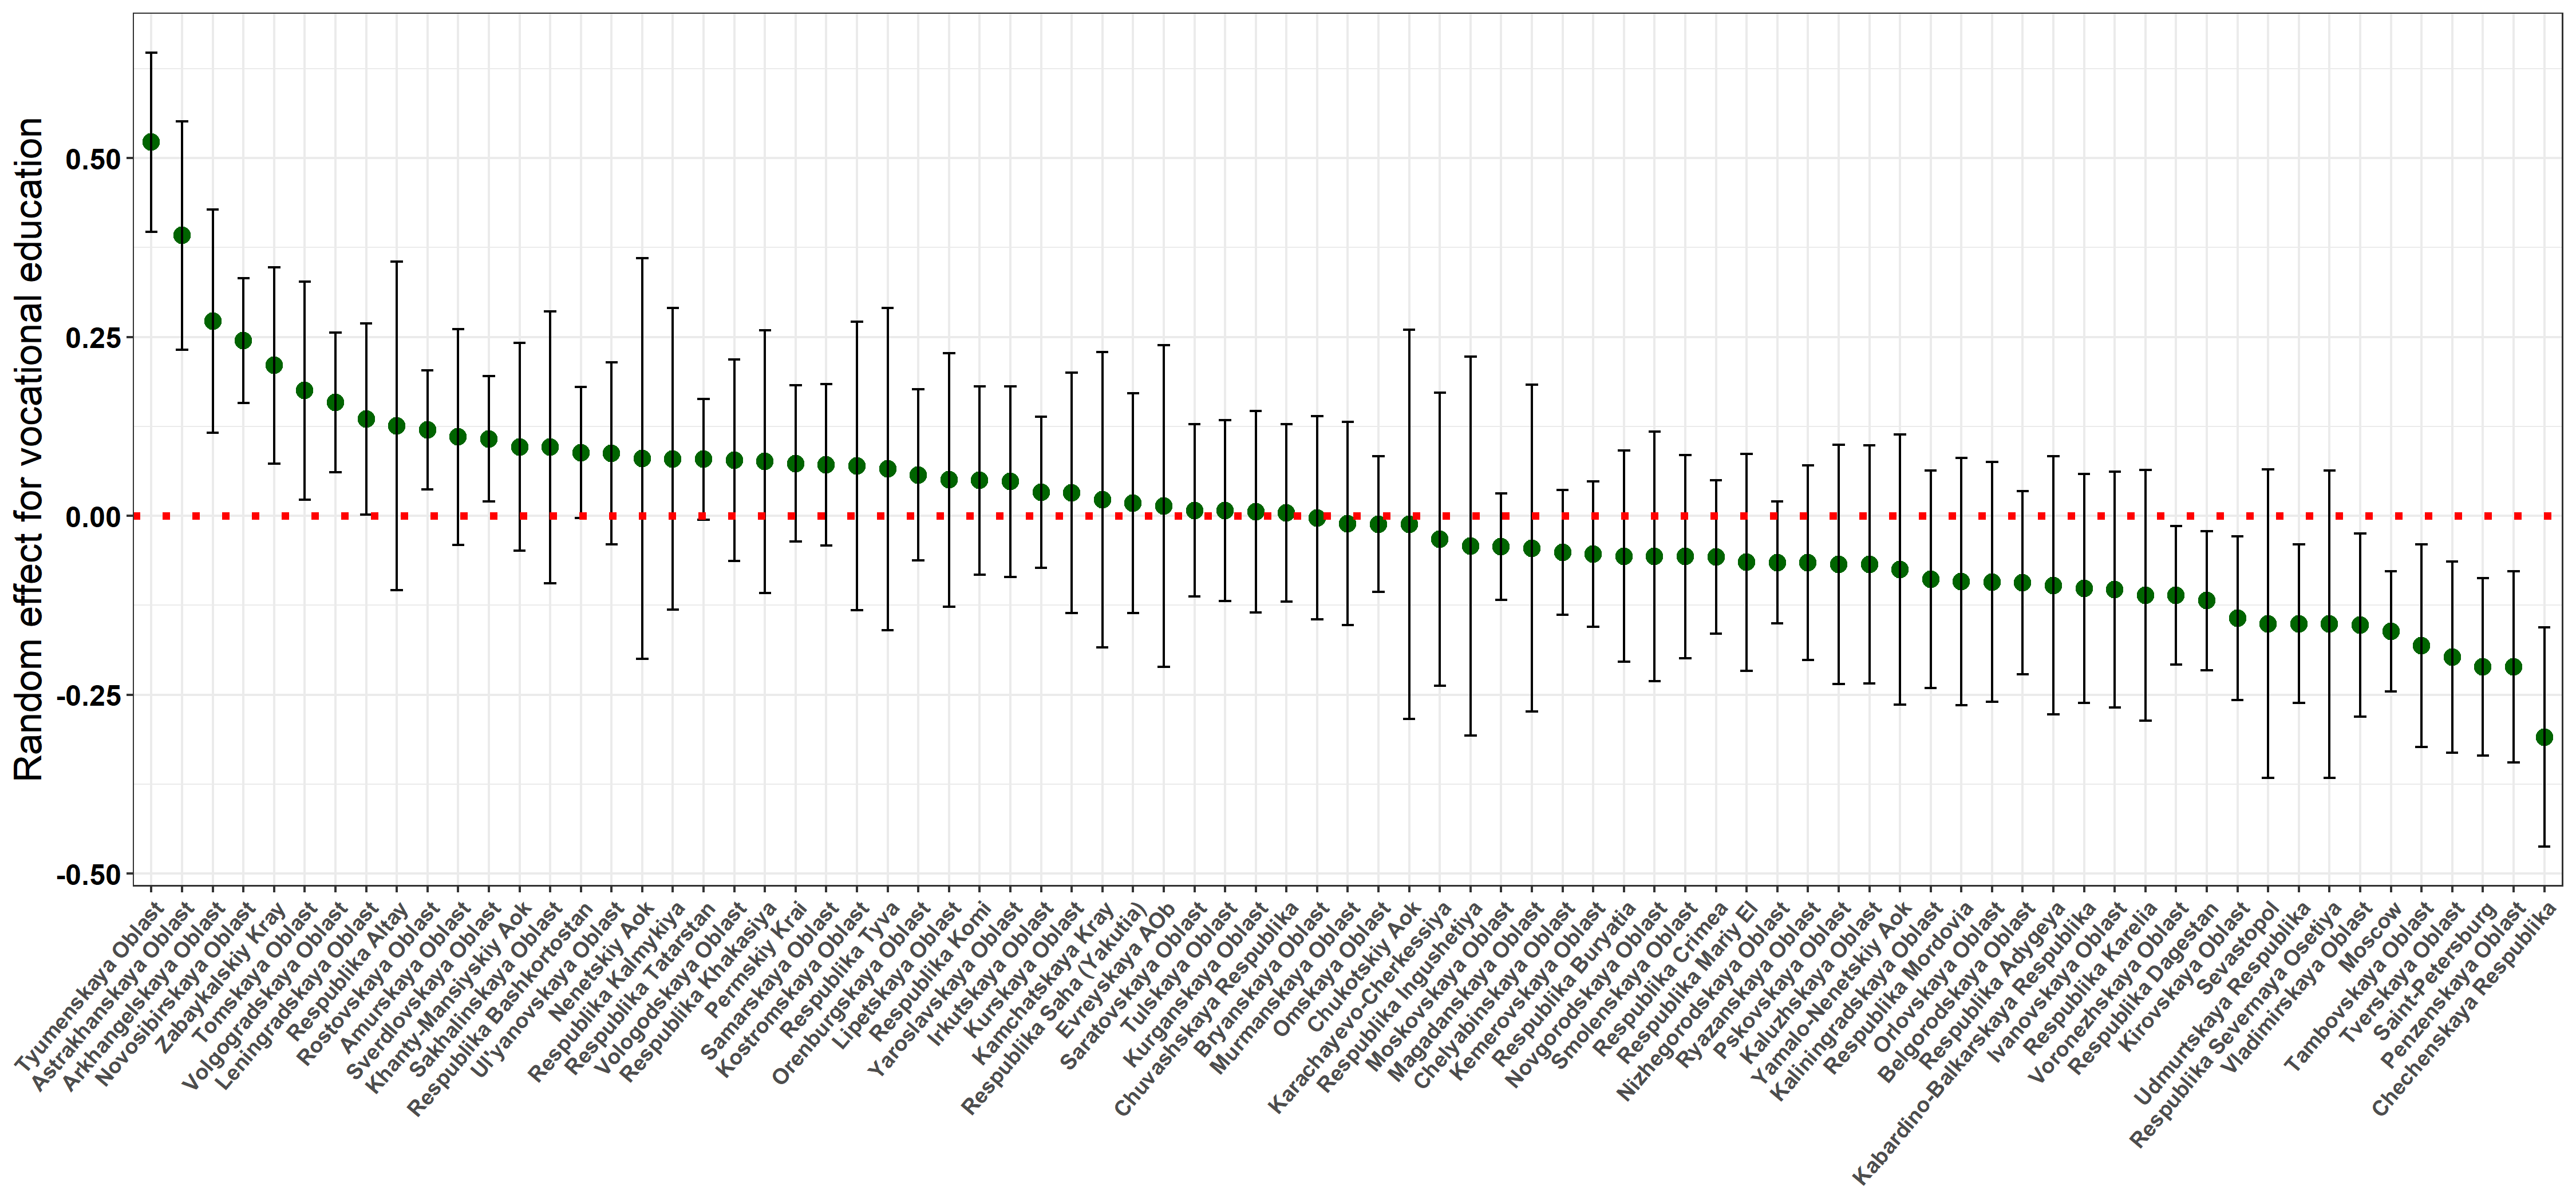 Random effect for vocational education
0.50
0.25
0.00
-0.25
-0.50
Tyumenskaya Oblast
Astrakhanskaya Oblast
Arkhangelskaya Oblast
Novosibirskaya Oblast
Zabaykalskiy Kray
Tomskaya Oblast
Volgogradskaya Oblast
Leningradskaya Oblast
Respublika Altay
Rostovskaya Oblast
Amurskaya Oblast
Sverdlovskaya Oblast
Khanty-Mansiyskiy Aok
Sakhalinskaya Oblast
Respublika Bashkortostan
Ul'yanovskaya Oblast
Nenetskiy Aok
Respublika Kalmykiya
Respublika Tatarstan
Vologodskaya Oblast
Respublika Khakasiya
Permskiy Krai
Samarskaya Oblast
Kostromskaya Oblast
Respublika Tyva
Orenburgskaya Oblast
Lipetskaya Oblast
Respublika Komi
Yaroslavskaya Oblast
Irkutskaya Oblast
Kurskaya Oblast
Kamchatskaya Kray
Respublika Saha (Yakutia)
Evreyskaya AOb
Saratovskaya Oblast
Tulskaya Oblast
Kurganskaya Oblast
Chuvashskaya Respublika
Bryanskaya Oblast
Murmanskaya Oblast
Omskaya Oblast
Chukotskiy Aok
Karachayevo-Cherkessiya
Respublika Ingushetiya
Moskovskaya Oblast
Magadanskaya Oblast
Chelyabinskaya Oblast
Kemerovskaya Oblast
Respublika Buryatia
Novgorodskaya Oblast
Smolenskaya Oblast
Respublika Crimea
Respublika Mariy El
Nizhegorodskaya Oblast
Ryazanskaya Oblast
Pskovskaya Oblast
Kaluzhskaya Oblast
Yamalo-Nenetskiy Aok
Kaliningradskaya Oblast
Respublika Mordovia
Orlovskaya Oblast
Belgorodskaya Oblast
Respublika Adygeya
Kabardino-Balkarskaya Respublika
Ivanovskaya Oblast
Respublika Karelia
Voronezhskaya Oblast
Respublika Dagestan
Kirovskaya Oblast
Sevastopol
Udmurtskaya Respublika
Respublika Severnaya Osetiya
Vladimirskaya Oblast
Moscow
Tambovskaya Oblast
Tverskaya Oblast
Saint-Petersburg
Penzenskaya Oblast
Chechenskaya Respublika